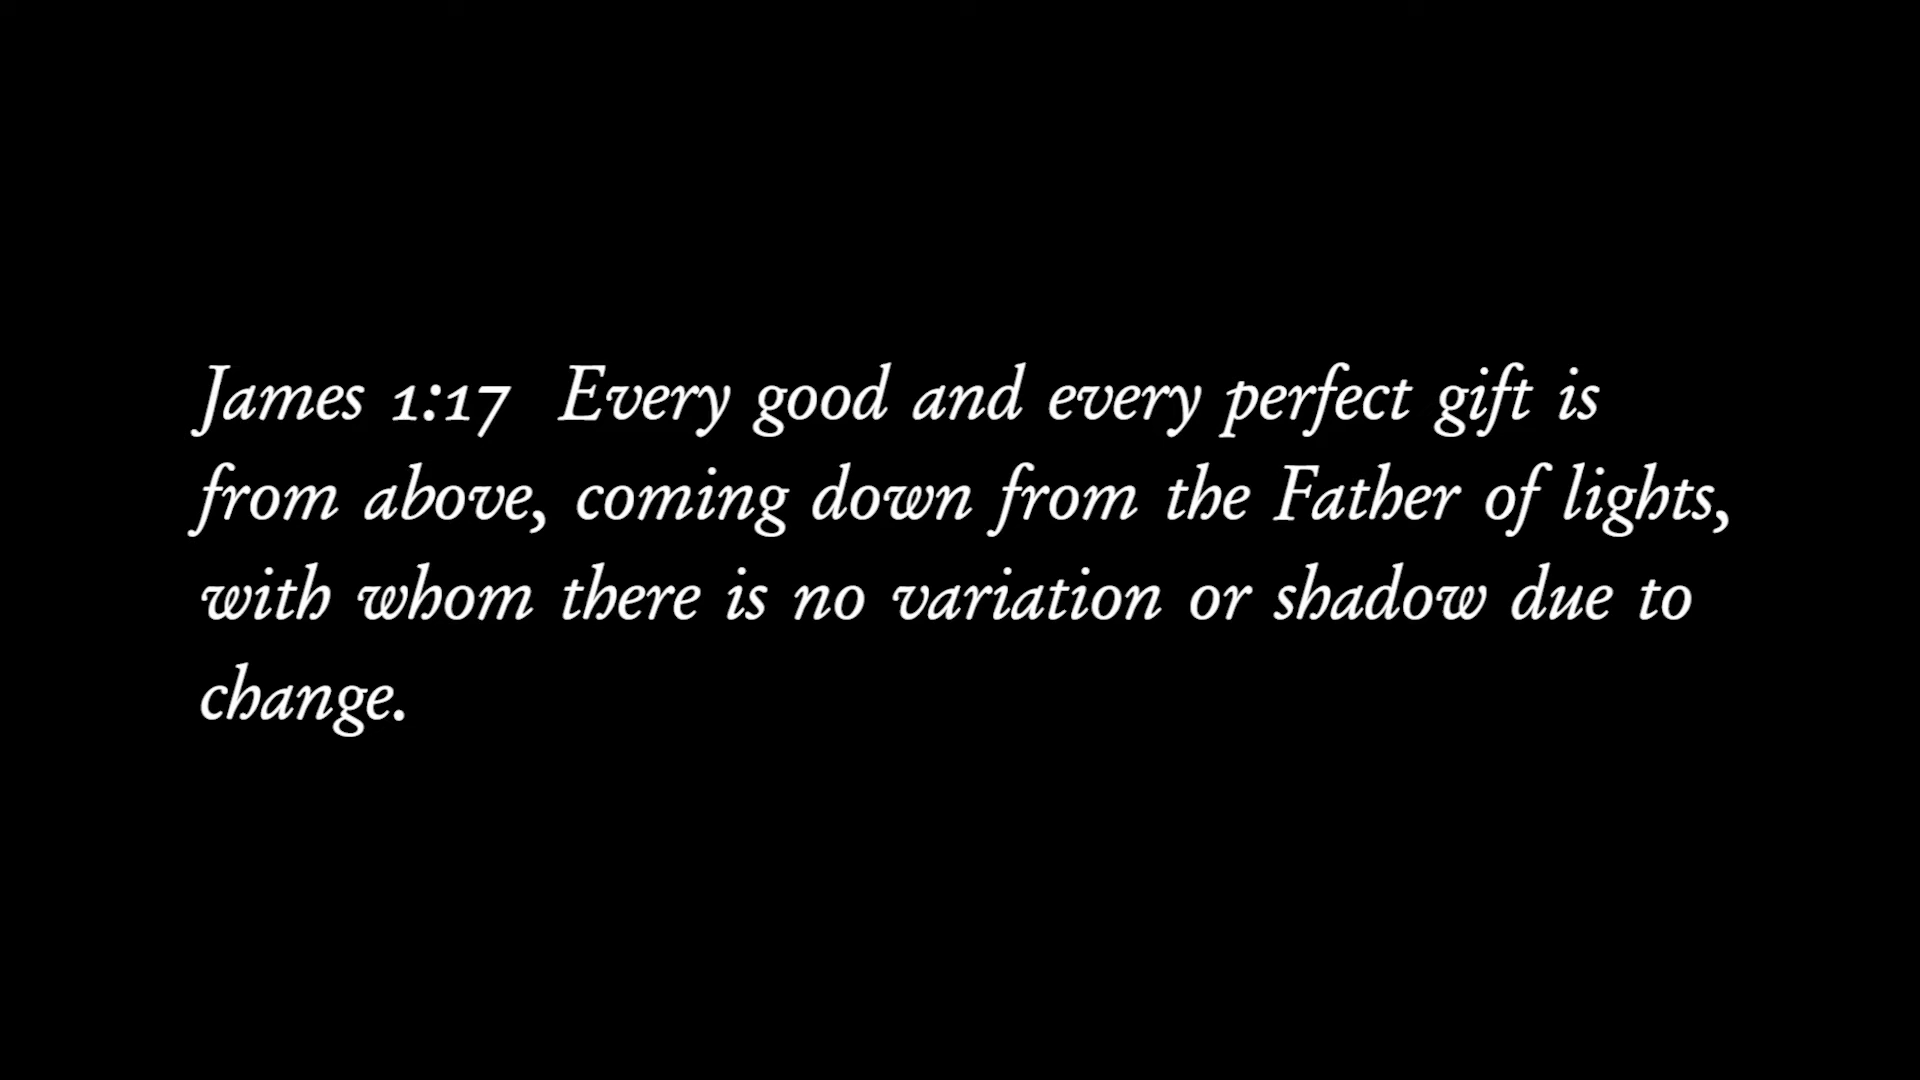 James 1:17 Every good and every perfect gift is
from above, coming down from the Father of lights,
with whom there is no variation or shadow due to
change.